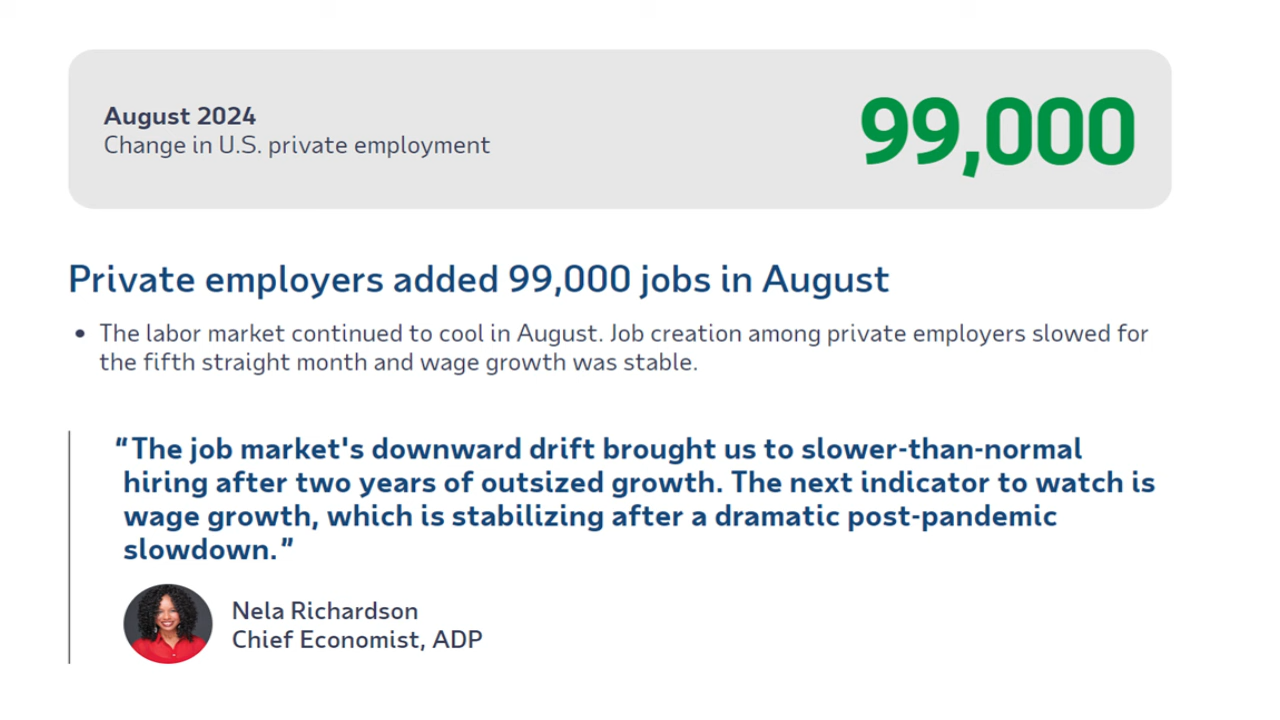 August 2024
Change in U.S. private employment
99,000
Private employers added 99,000 jobs in August
• The labor market continued to cool in August. Job creation among private employers slowed for
the fifth straight month and wage growth was stable.
“The job market's downward drift brought us to slower-than-normal
hiring after two years of outsized growth. The next indicator to watch is
wage growth, which is stabilizing after a dramatic post-pandemic
slowdown.”
Nela Richardson
Chief Economist, ADP